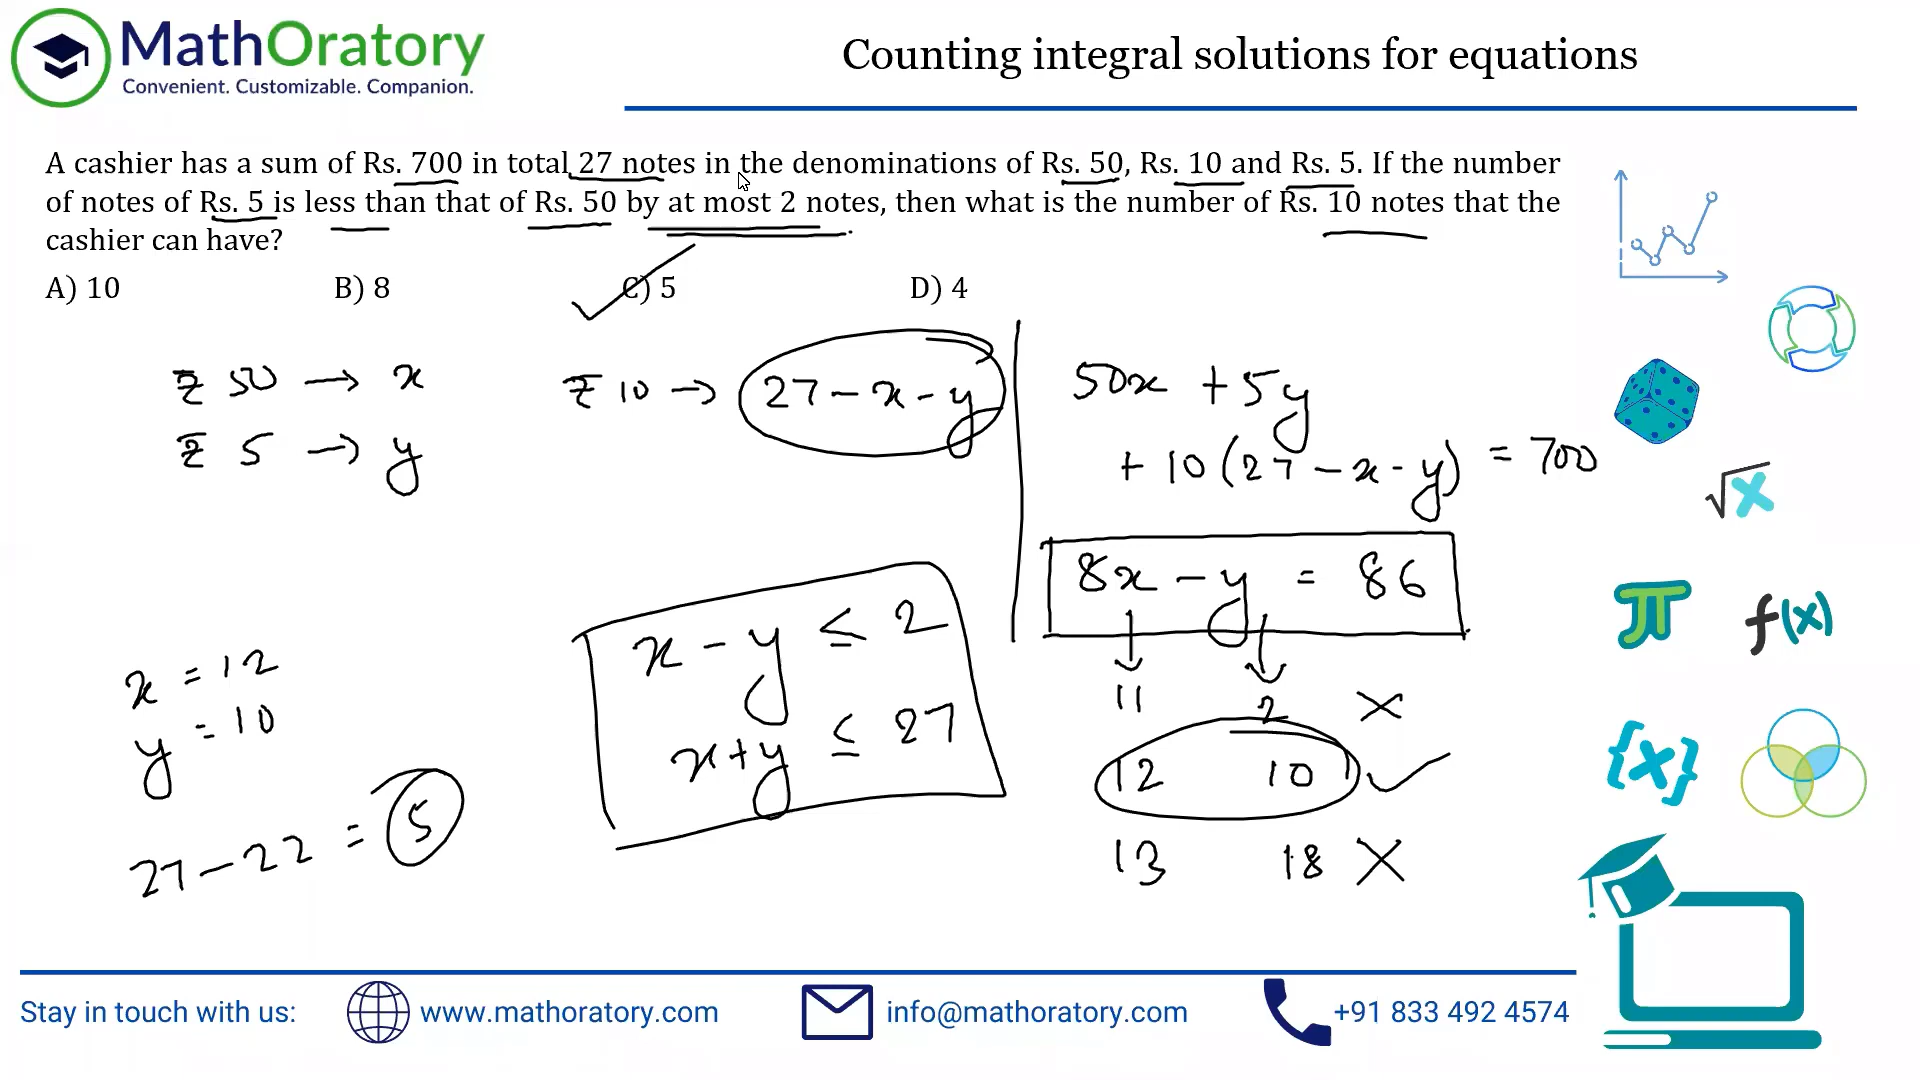 MathOratory
Convenient. Customizable. Companion.
Counting integral solutions for equations
A cashier has a sum of Rs. 700 in total 27 notes in the denominations of Rs. 50, Rs. 10 and Rs. 5. If the number
of notes of Rs. 5 is less than that of Rs. 50 by at most 2 notes, then what is the number of Rs. 10 notes that the
cashier can have?
A) 10 B) 8 C) 5 D) 4
₹ 50 → x
₹ 5 → y
₹ 10 → 27 - x - y
50x + 5y
+ 10 (27 - x - y) = 700
8x - y = 86
11 2 ×
12 10 ✓
13 18 ×
x - y ≤ 2
x + y ≤ 27
x = 12
y = 10
27 - 22 = 5
√x
π f(x)
{x}
Stay in touch with us: www.mathoratory.com info@mathoratory.com +91 833 492 4574